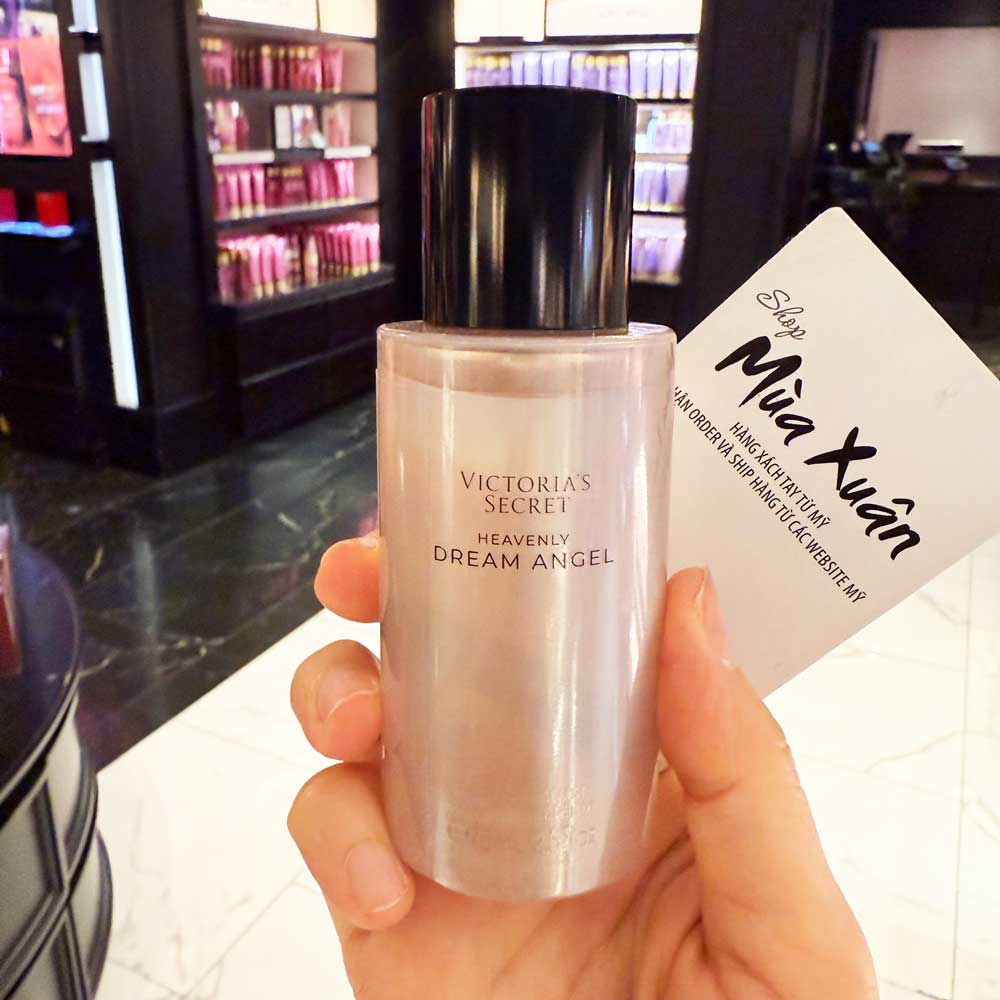 VICTORIA'S
SECRET
HEAVENLY
DREAM ANGEL
Shop
Mùa Xuân
HÀNG XÁCH TAY TỪ MỸ
ORDER VÀ SHIP HÀNG TỪ CÁC WEBSITE MỸ